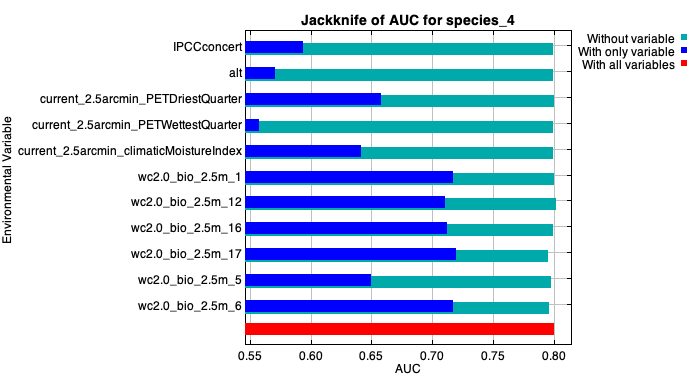 Jackknife of AUC for species_4
Without variable
With only variable
With all variables
Environmental Variable
IPCCconcert
alt
current_2.5arcmin_PETDriestQuarter
current_2.5arcmin_PETWettestQuarter
current_2.5arcmin_climaticMoistureIndex
wc2.0_bio_2.5m_1
wc2.0_bio_2.5m_12
wc2.0_bio_2.5m_16
wc2.0_bio_2.5m_17
wc2.0_bio_2.5m_5
wc2.0_bio_2.5m_6
0.55 0.60 0.65 0.70 0.75 0.80
AUC